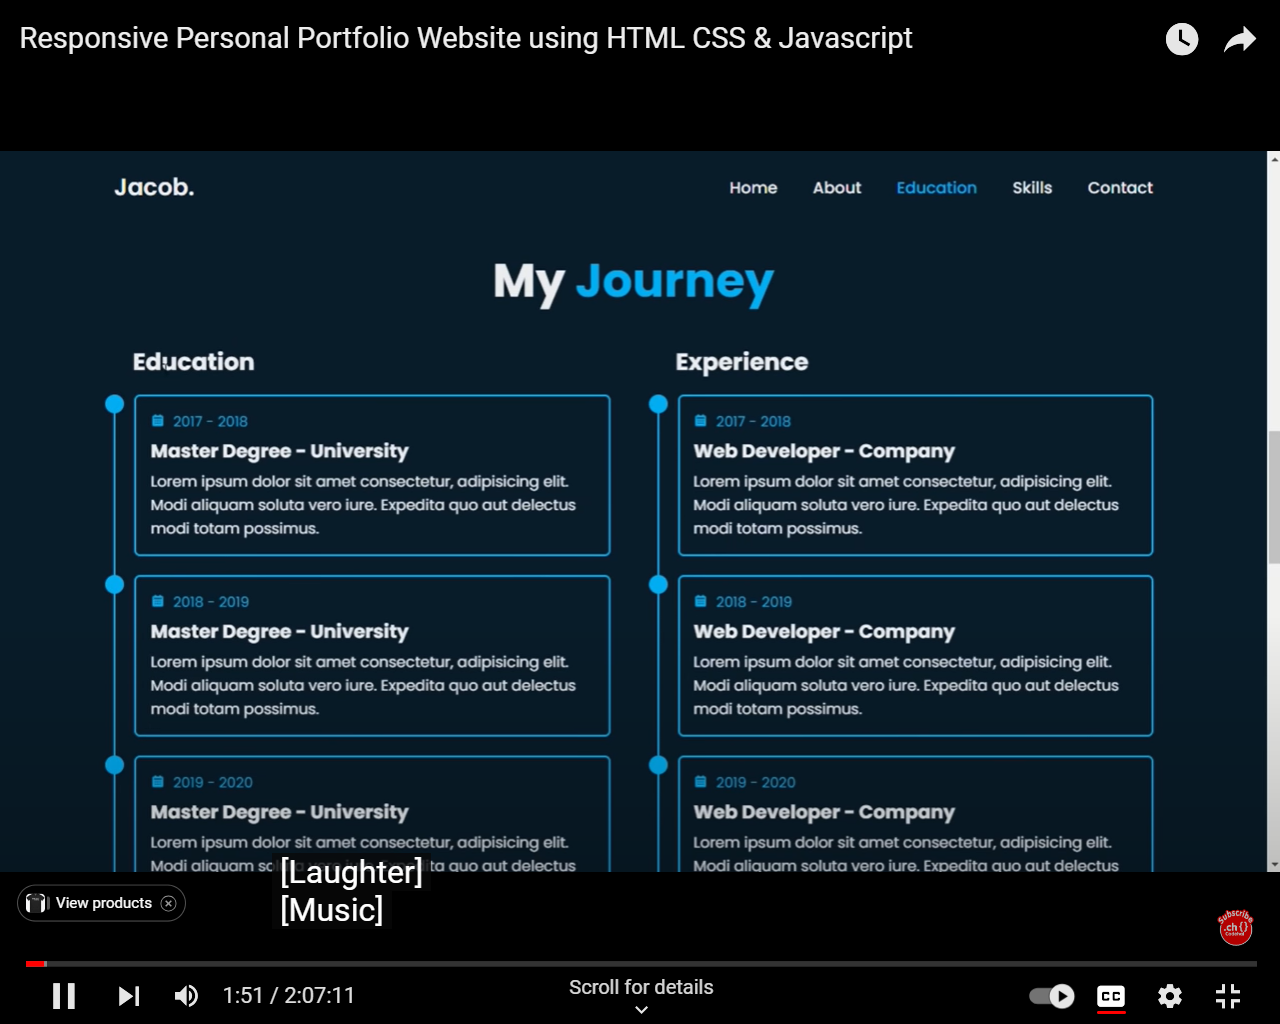 Responsive Personal Portfolio Website using HTML CSS & Javascript
Jacob.
Home About Education Skills Contact
My Journey
Education
2017 - 2018
Master Degree - University
Lorem ipsum dolor sit amet consectetur, adipisicing elit.
Modi aliquam soluta vero iure. Expedita quo aut delectus
modi totam possimus.
2018 - 2019
Master Degree - University
Lorem ipsum dolor sit amet consectetur, adipisicing elit.
Modi aliquam soluta vero iure. Expedita quo aut delectus
modi totam possimus.
2019 - 2020
Master Degree - University
Lorem ipsum dolor sit amet consectetur, adipisicing elit.
Modi aliquam soluta vero iure. Expedita quo aut delectus
Experience
2017 - 2018
Web Developer - Company
Lorem ipsum dolor sit amet consectetur, adipisicing elit.
Modi aliquam soluta vero iure. Expedita quo aut delectus
modi totam possimus.
2018 - 2019
Web Developer - Company
Lorem ipsum dolor sit amet consectetur, adipisicing elit.
Modi aliquam soluta vero iure. Expedita quo aut delectus
modi totam possimus.
2019 - 2020
Web Developer - Company
Lorem ipsum dolor sit amet consectetur, adipisicing elit.
Modi aliquam soluta vero iure. Expedita quo aut delectus
[Laughter]
[Music]
View products
Subscribe
.ch {}
1:51 / 2:07:11
Scroll for details
CC